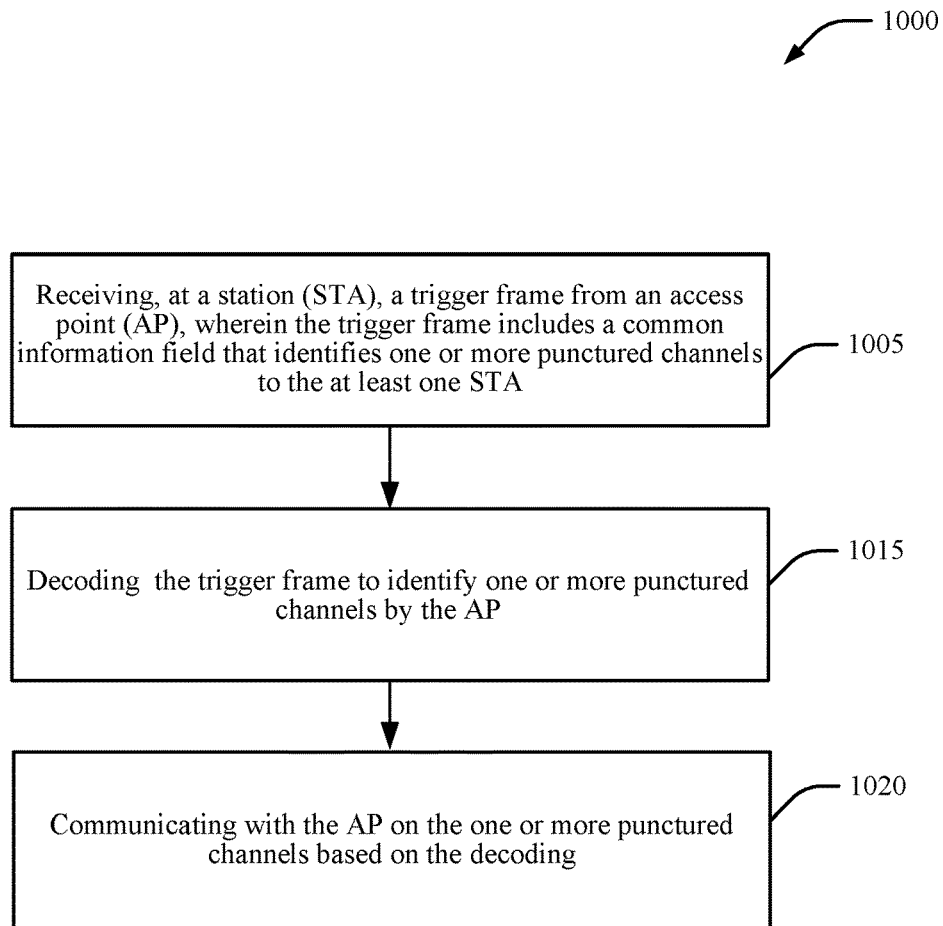 1000
Receiving, at a station (STA), a trigger frame from an access
point (AP), wherein the trigger frame includes a common
information field that identifies one or more punctured channels
to the at least one STA
1005
Decoding the trigger frame to identify one or more punctured
channels by the AP
1015
Communicating with the AP on the one or more punctured
channels based on the decoding
1020